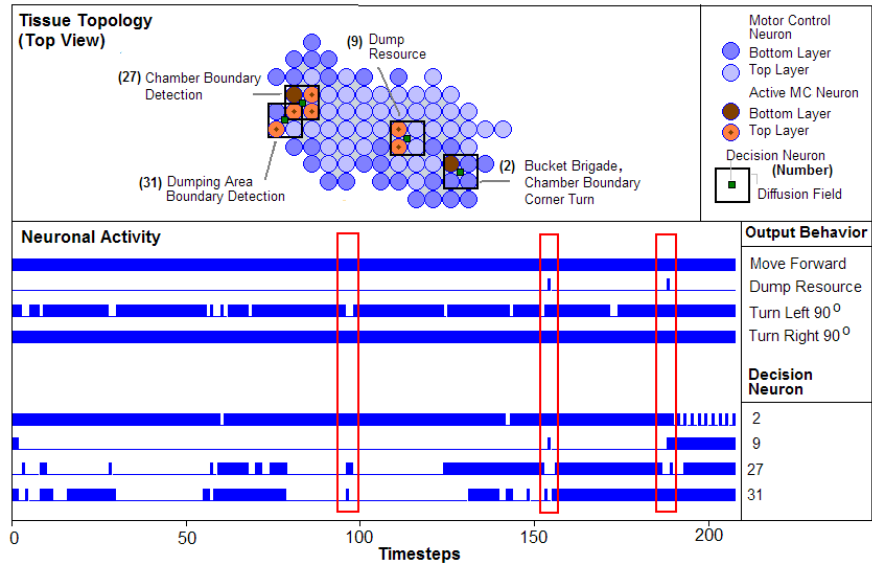 Tissue Topology
(Top View)
(9) Dump
Resource
(27) Chamber Boundary
Detection
(31) Dumping Area
Boundary Detection
(2) Bucket Brigade,
Chamber Boundary
Corner Turn
Motor Control
Neuron
Bottom Layer
Top Layer
Active MC Neuron
Bottom Layer
Top Layer
Decision Neuron
(Number)
Diffusion Field
Neuronal Activity
Output Behavior
Move Forward
Dump Resource
Turn Left 90°
Turn Right 90°
Decision
Neuron
2
9
27
31
0 50 100 150 200
Timesteps